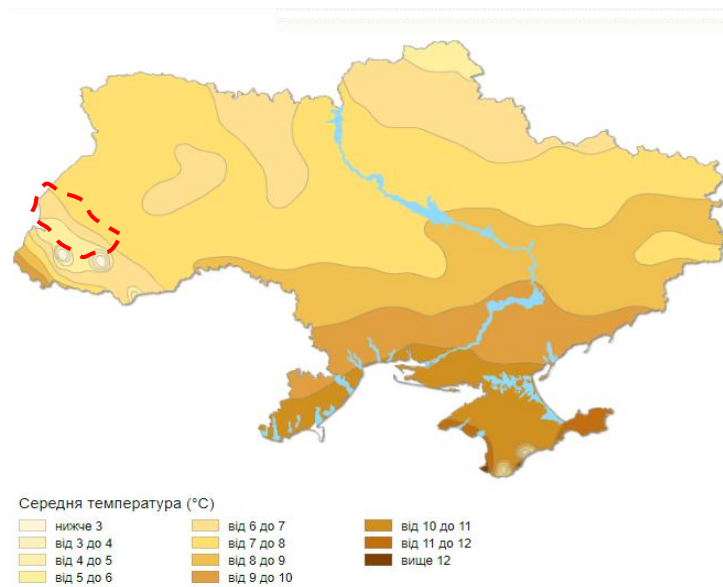 Середня температура (°C)
нижче 3
від 3 до 4
від 4 до 5
від 5 до 6
від 6 до 7
від 7 до 8
від 8 до 9
від 9 до 10
від 10 до 11
від 11 до 12
вище 12